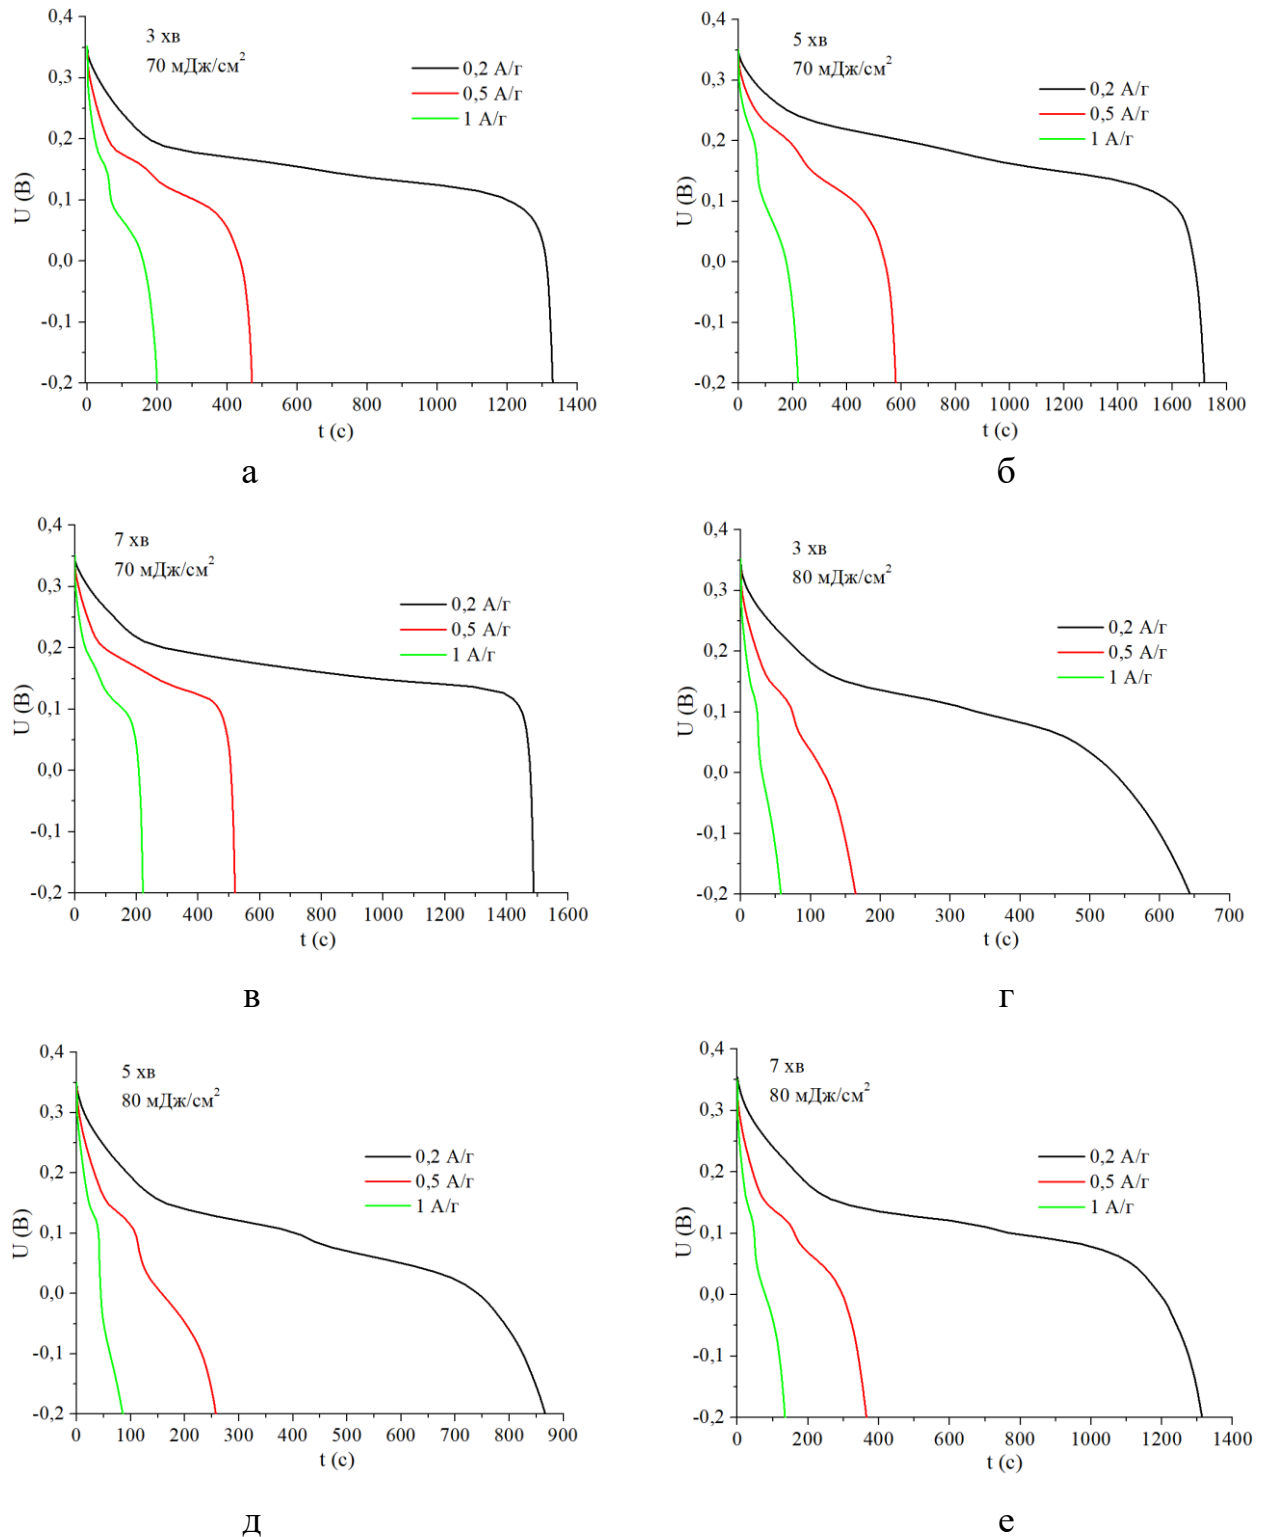 3 хв
70 мДж/см²
0,2 А/г
0,5 А/г
1 А/г
U (В)
0,4
0,3
0,2
0,1
0,0
-0,1
-0,2
0 200 400 600 800 1000 1200 1400
t (с)
а
5 хв
70 мДж/см²
0,2 А/г
0,5 А/г
1 А/г
U (В)
0,4
0,3
0,2
0,1
0,0
-0,1
-0,2
0 200 400 600 800 1000 1200 1400 1600 1800
t (с)
б
7 хв
70 мДж/см²
0,2 А/г
0,5 А/г
1 А/г
U (В)
0,4
0,3
0,2
0,1
0,0
-0,1
-0,2
0 200 400 600 800 1000 1200 1400 1600
t (с)
в
3 хв
80 мДж/см²
0,2 А/г
0,5 А/г
1 А/г
U (В)
0,4
0,3
0,2
0,1
0,0
-0,1
-0,2
0 100 200 300 400 500 600 700
t (с)
г
5 хв
80 мДж/см²
0,2 А/г
0,5 А/г
1 А/г
U (В)
0,4
0,3
0,2
0,1
0,0
-0,1
-0,2
0 100 200 300 400 500 600 700 800 900
t (с)
д
7 хв
80 мДж/см²
0,2 А/г
0,5 А/г
1 А/г
U (В)
0,4
0,3
0,2
0,1
0,0
-0,1
-0,2
0 200 400 600 800 1000 1200 1400
t (с)
е